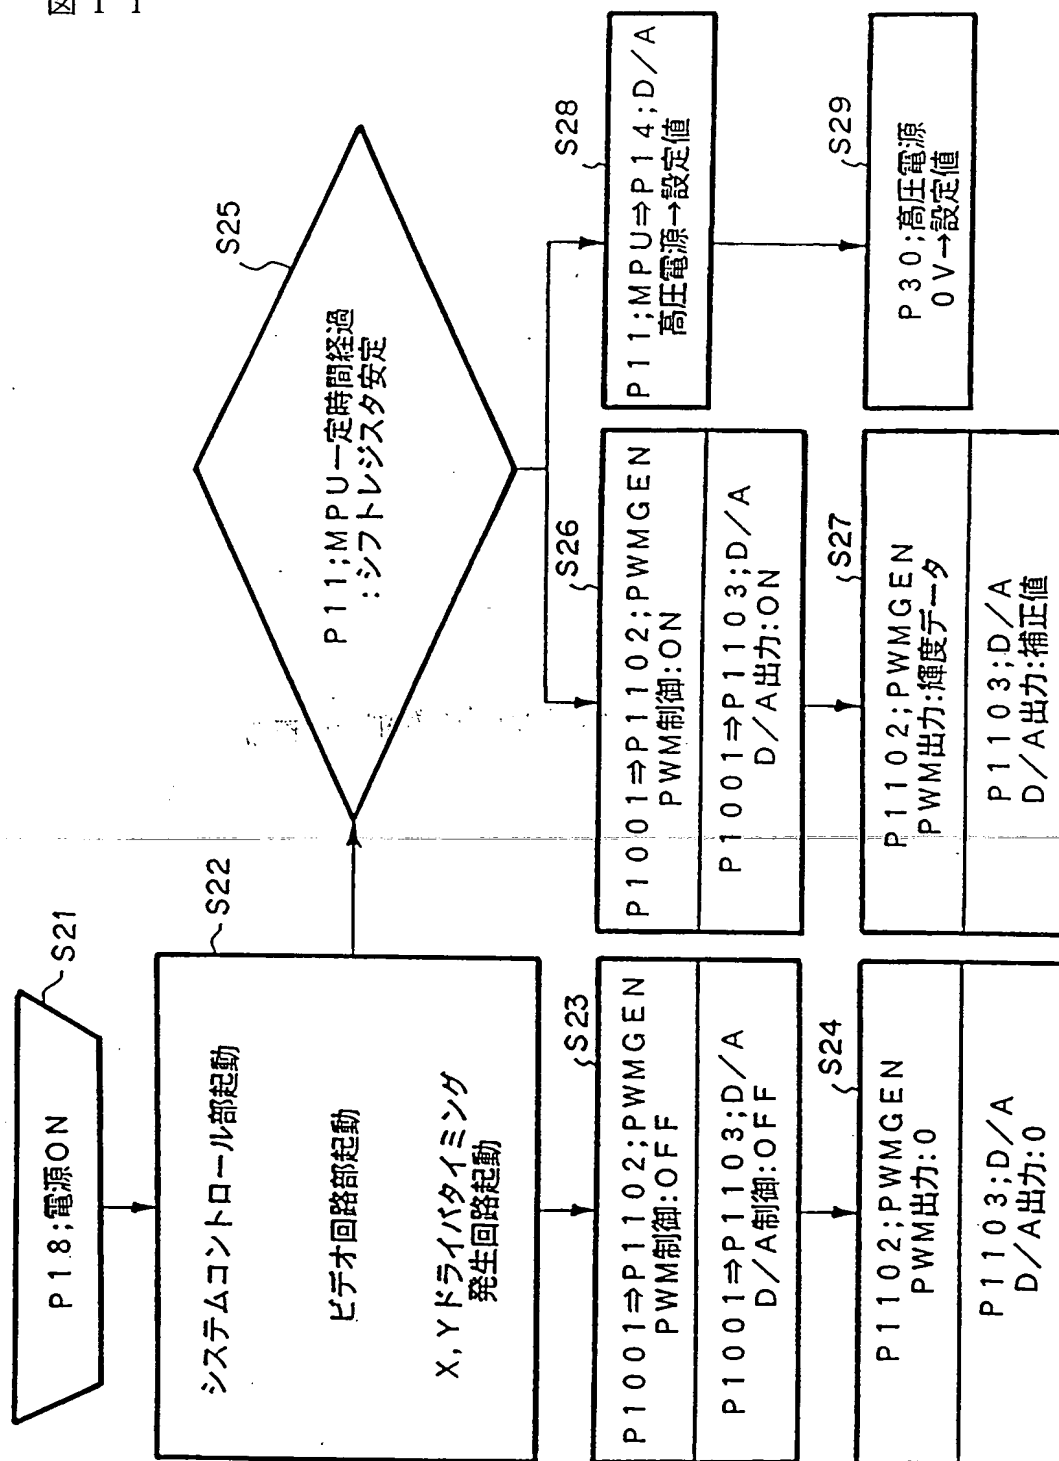 図11
P18;電源ON
S21
システムコントロール部起動
ビデオ回路部起動
X,Yドライバタイミング
発生回路起動
S22
P1001⇒P1102;PWMGEN
PWM制御:OFF
P1001⇒P1103;D/A
D/A制御:OFF
S23
P1102;PWMGEN
PWM出力:0
P1103;D/A
D/A出力:0
S24
P11;MPU一定時間経過
:シフトレジスタ安定
S25
P1001⇒P1102;PWMGEN
PWM制御:ON
P1001⇒P1103;D/A
D/A出力:ON
S26
P1102;PWMGEN
PWM出力:輝度データ
P1103;D/A
D/A出力:補正値
S27
P11;MPU⇒P14;D/A
高圧電源→設定値
S28
P30;高圧電源
0V→設定値
S29